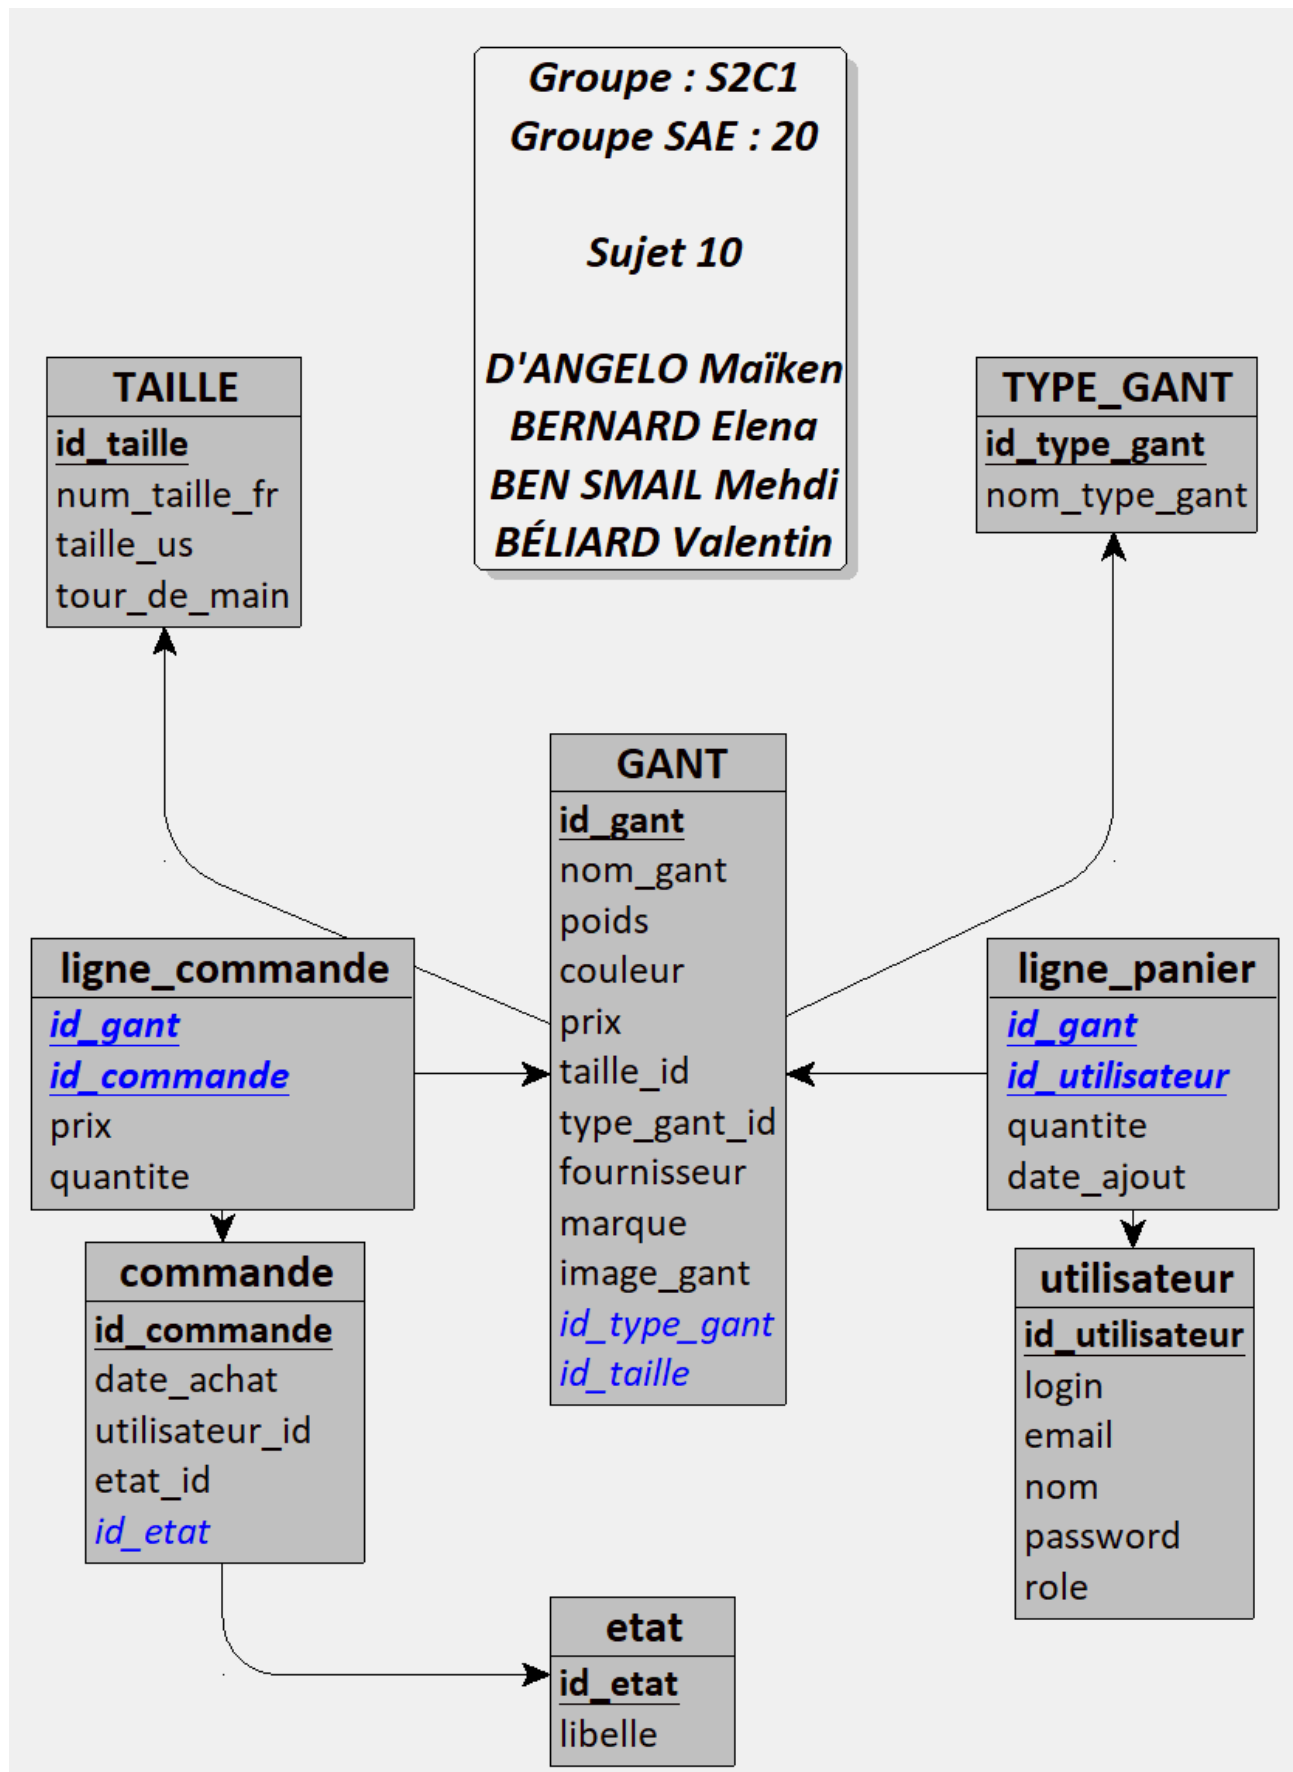 Groupe : S2C1
Groupe SAE : 20
Sujet 10
D'ANGELO Maïken
BERNARD Elena
BEN SMAIL Mehdi
BÉLIARD Valentin
TAILLE
id_taille
num_taille_fr
taille_us
tour_de_main
TYPE_GANT
id_type_gant
nom_type_gant
GANT
id_gant
nom_gant
poids
couleur
prix
taille_id
type_gant_id
fournisseur
marque
image_gant
id_type_gant
id_taille
ligne_commande
id_gant
id_commande
prix
quantite
ligne_panier
id_gant
id_utilisateur
quantite
date_ajout
commande
id_commande
date_achat
utilisateur_id
etat_id
id_etat
utilisateur
id_utilisateur
login
email
nom
password
role
etat
id_etat
libelle